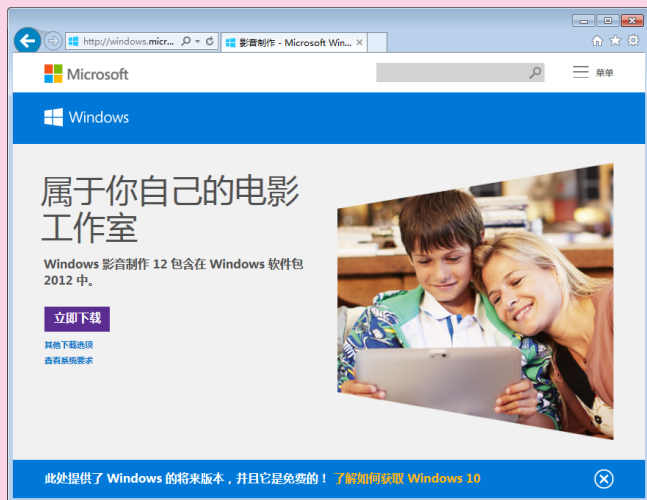 http://windows.micr...
影音制作 - Microsoft Win...
Microsoft
菜单
Windows
属于你自己的电影
工作室
Windows 影音制作 12 包含在 Windows 软件包
2012 中。
立即下载
其他下载选项
查看系统要求
此处提供了 Windows 的将来版本，并且它是免费的！ 了解如何获取 Windows 10